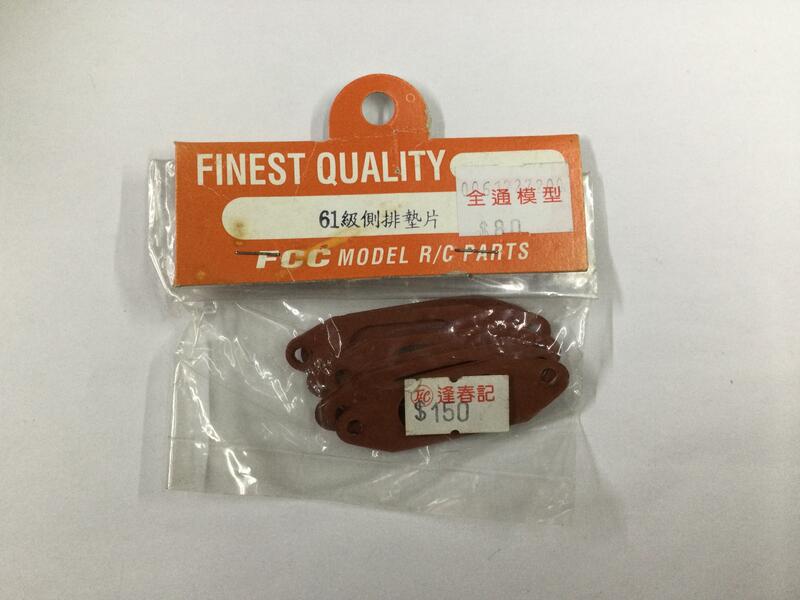 FINEST QUALITY
全通模型
$80
61級側排墊片
FCC MODEL R/C PARTS
逢春記
$150